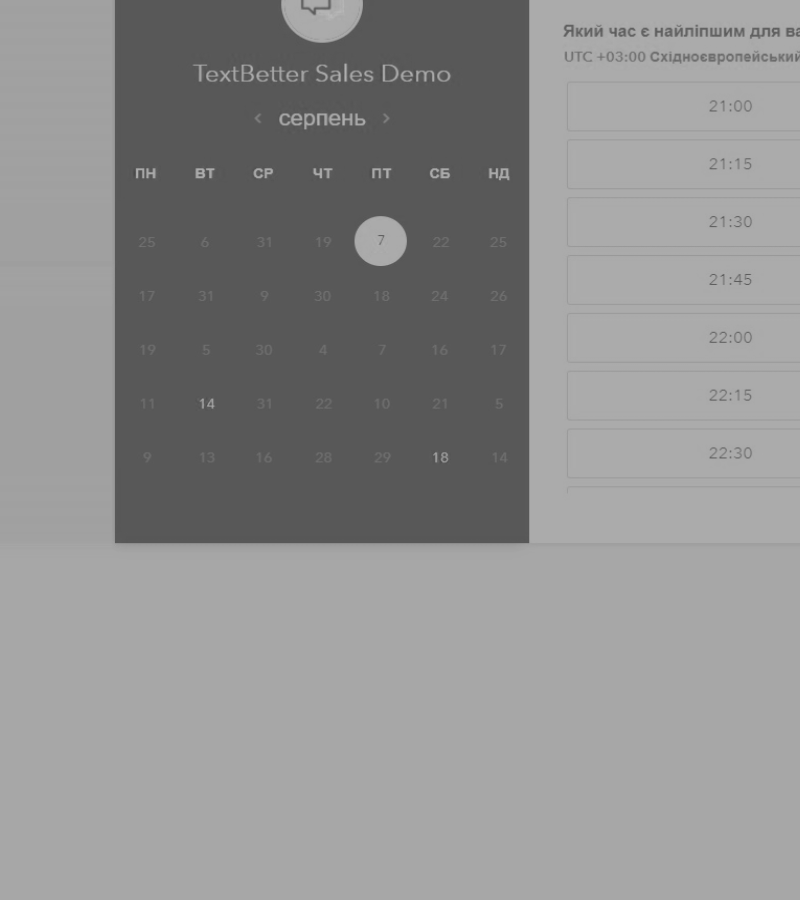 TextBetter Sales Demo
серпень
ПН ВТ СР ЧТ ПТ СБ НД
25 6 31 19 7 22 25
17 31 9 30 18 24 26
19 5 30 4 7 16 17
11 14 31 22 10 21 5
9 13 16 28 29 18 14
Який час є найліпшим для ва
UTC +03:00 Східноєвропейський
21:00
21:15
21:30
21:45
22:00
22:15
22:30